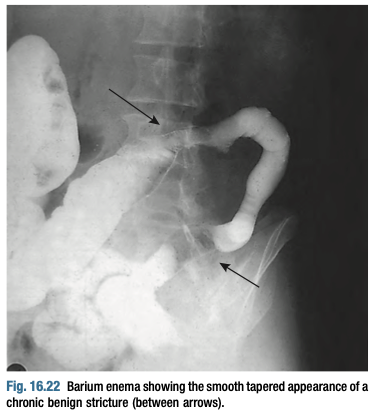 Fig. 16.22 Barium enema showing the smooth tapered appearance of a
chronic benign stricture (between arrows).